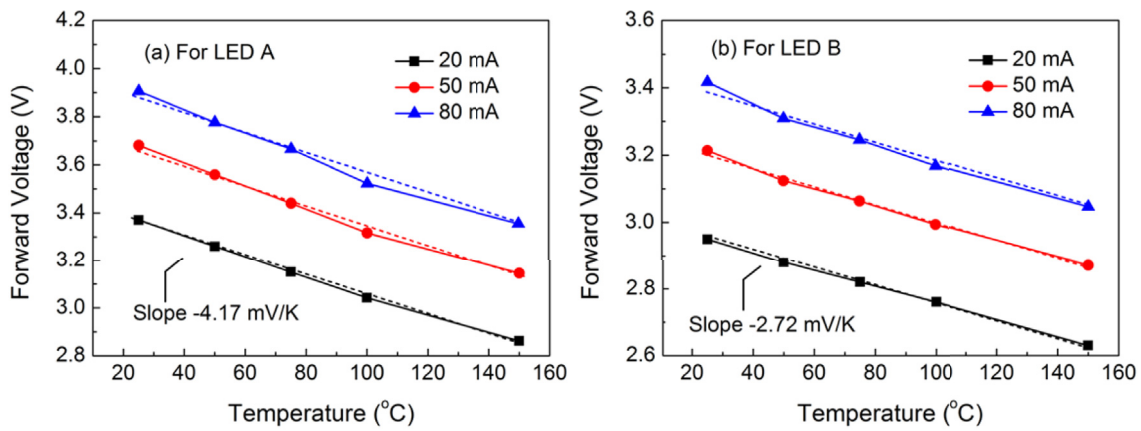 4.2
4.0
3.8
3.6
3.4
3.2
3.0
2.8
Forward Voltage (V)
(a) For LED A
20 mA
50 mA
80 mA
Slope -4.17 mV/K
20 40 60 80 100 120 140 160
Temperature (°C)
3.6
3.4
3.2
3.0
2.8
2.6
Forward Voltage (V)
(b) For LED B
20 mA
50 mA
80 mA
Slope -2.72 mV/K
20 40 60 80 100 120 140 160
Temperature (°C)